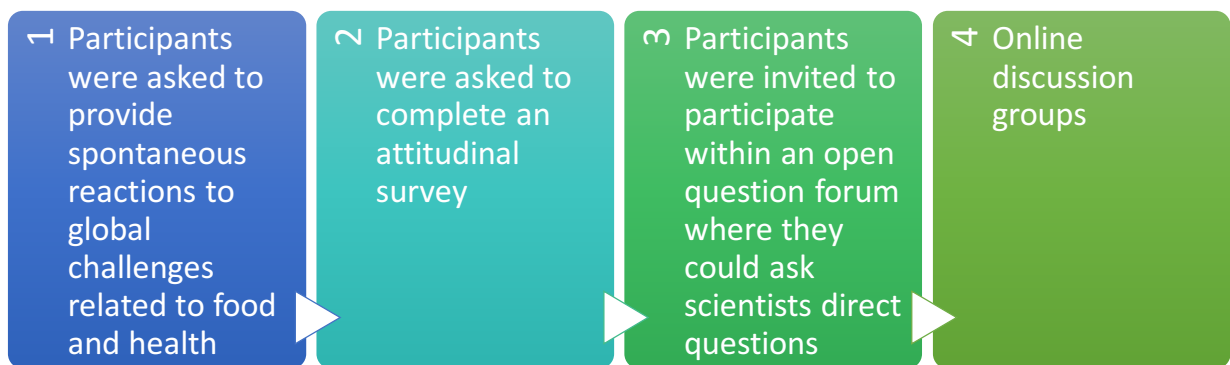 1
Participants
were asked to
provide
spontaneous
reactions to
global
challenges
related to food
and health
2
Participants
were asked to
complete an
attitudinal
survey
3
Participants
were invited to
participate
within an open
question forum
where they
could ask
scientists direct
questions
4
Online
discussion
groups